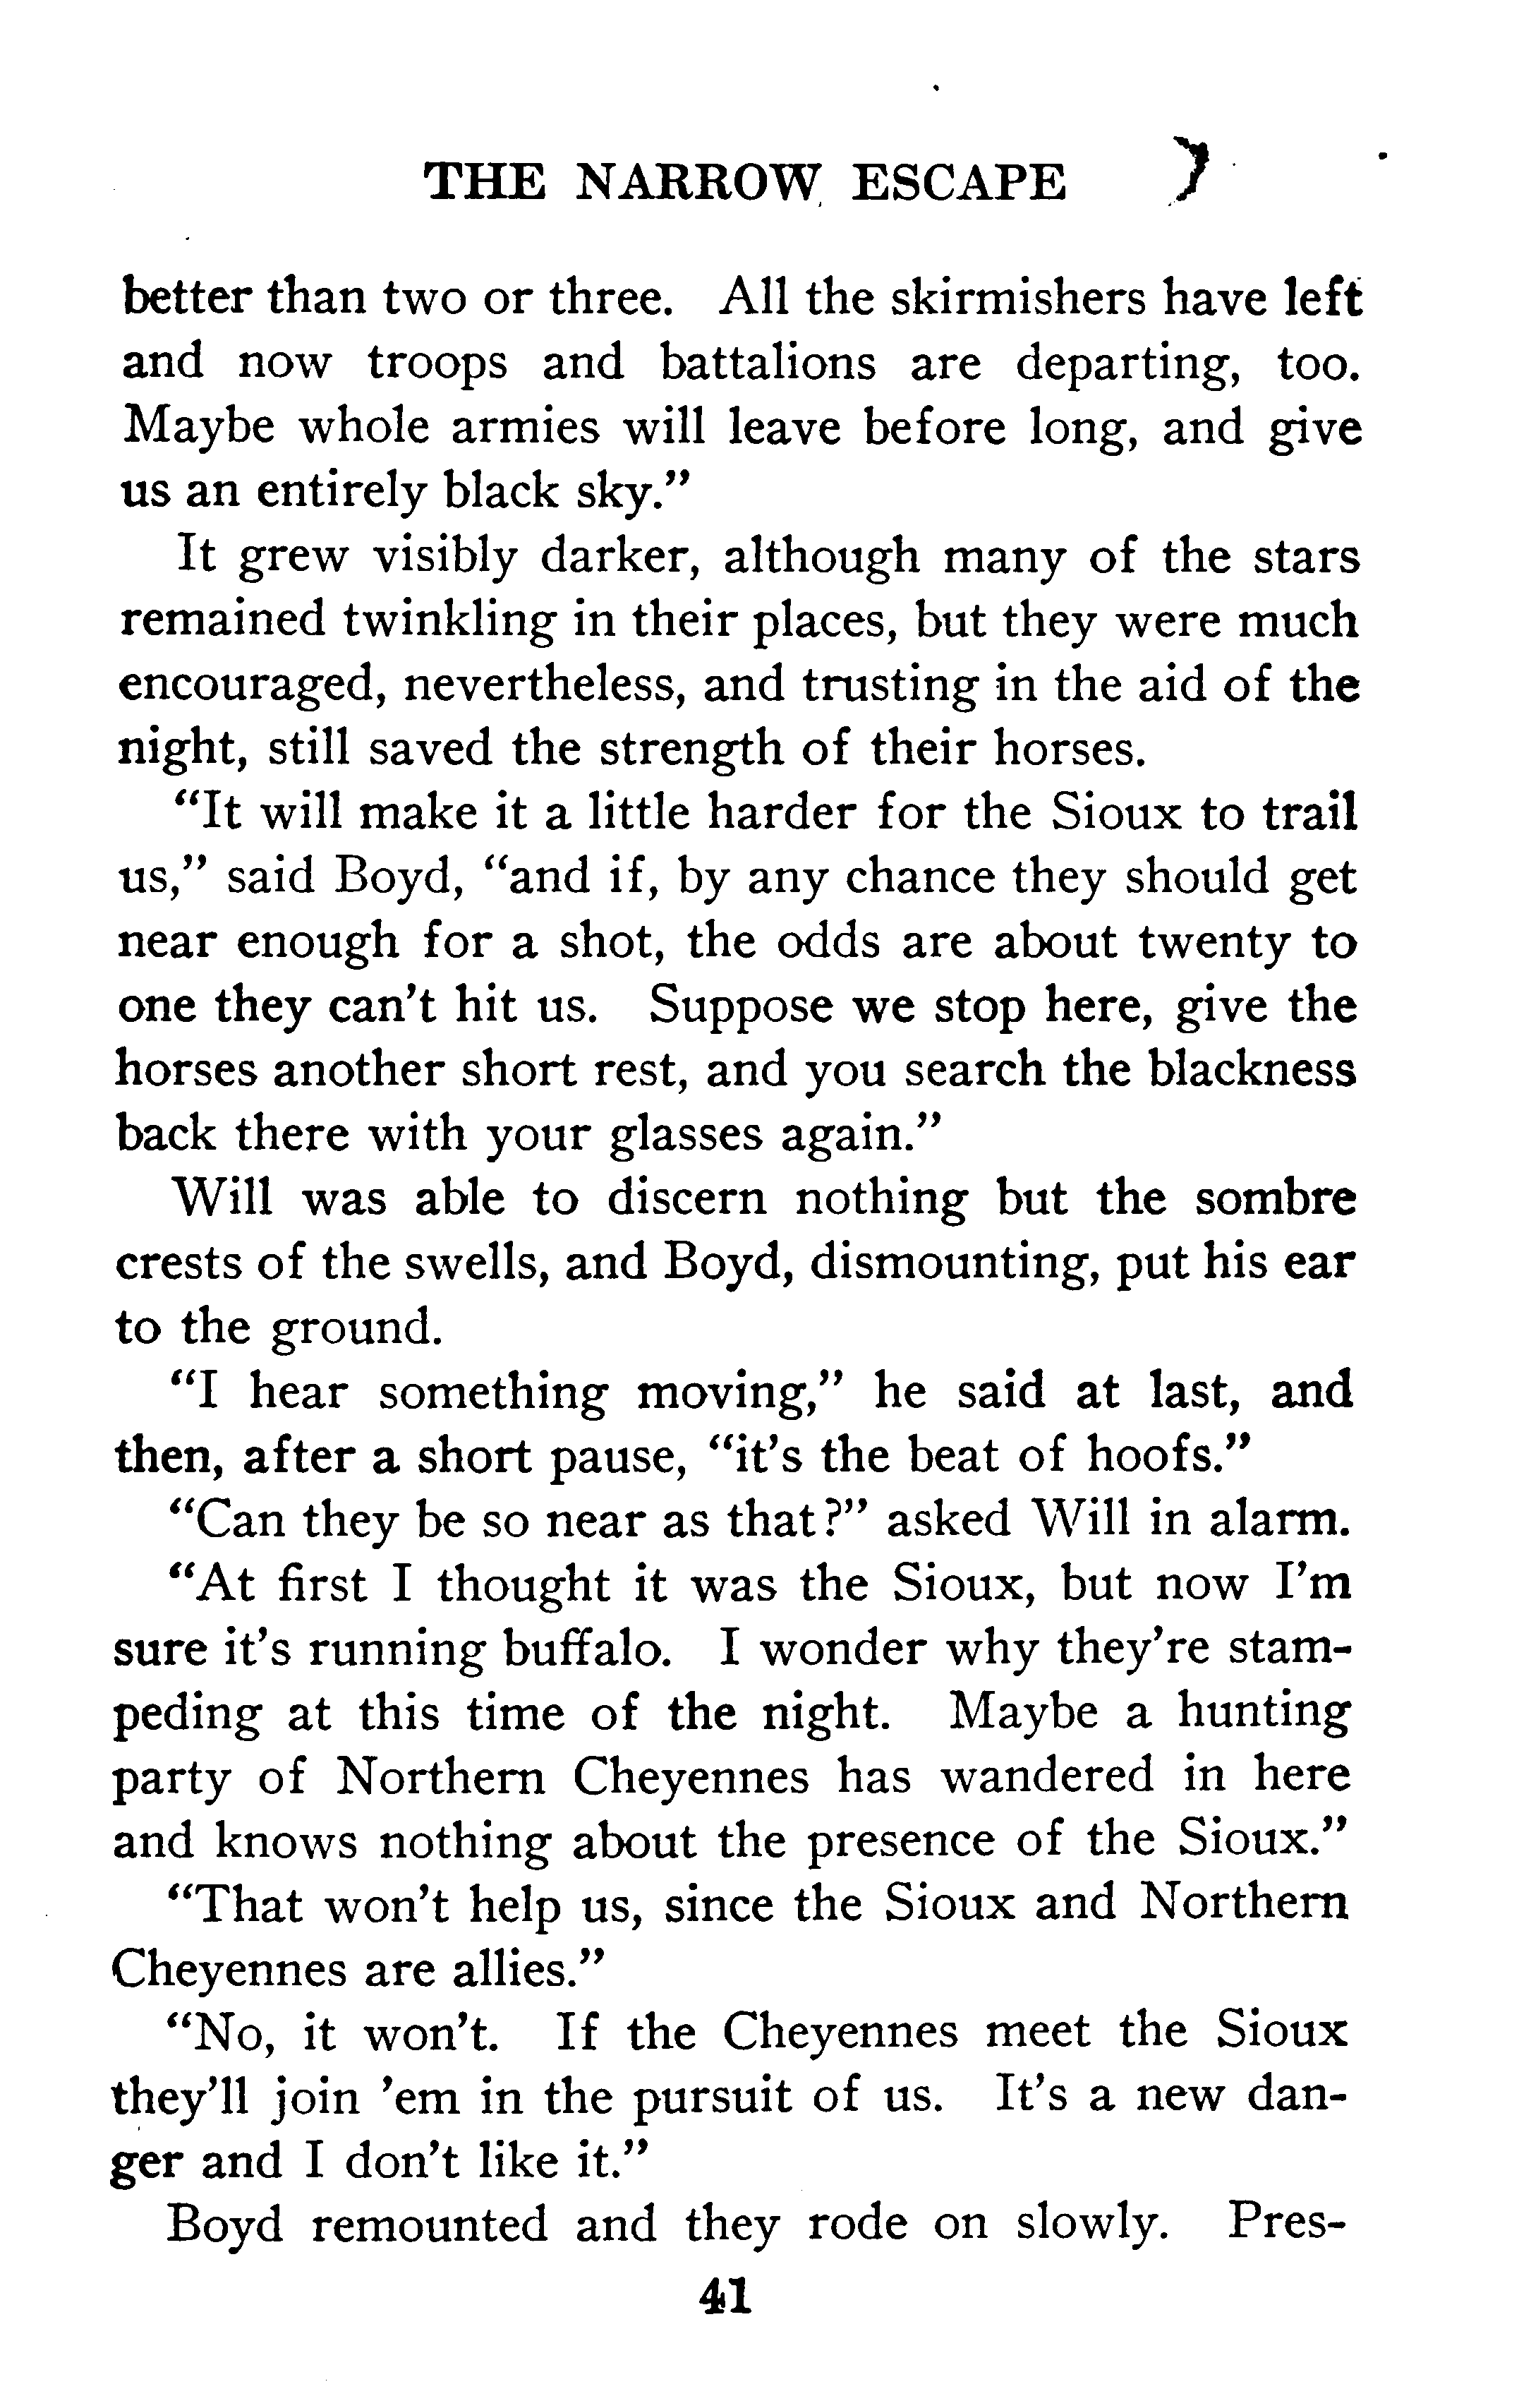 THE NARROW ESCAPE
better than two or three. All the skirmishers have left
and now troops and battalions are departing, too.
Maybe whole armies will leave before long, and give
us an entirely black sky.”
It grew visibly darker, although many of the stars
remained twinkling in their places, but they were much
encouraged, nevertheless, and trusting in the aid of the
night, still saved the strength of their horses.
“It will make it a little harder for the Sioux to trail
us,” said Boyd, “and if, by any chance they should get
near enough for a shot, the odds are about twenty to
one they can’t hit us. Suppose we stop here, give the
horses another short rest, and you search the blackness
back there with your glasses again.”
Will was able to discern nothing but the sombre
crests of the swells, and Boyd, dismounting, put his ear
to the ground.
“I hear something moving,” he said at last, and
then, after a short pause, “it’s the beat of hoofs.”
“Can they be so near as that?” asked Will in alarm.
“At first I thought it was the Sioux, but now I’m
sure it’s running buffalo. I wonder why they’re stam-
peding at this time of the night. Maybe a hunting
party of Northern Cheyennes has wandered in here
and knows nothing about the presence of the Sioux.”
“That won’t help us, since the Sioux and Northern
Cheyennes are allies.”
“No, it won’t. If the Cheyennes meet the Sioux
they’ll join ’em in the pursuit of us. It’s a new dan-
ger and I don’t like it.”
Boyd remounted and they rode on slowly. Pres-
41